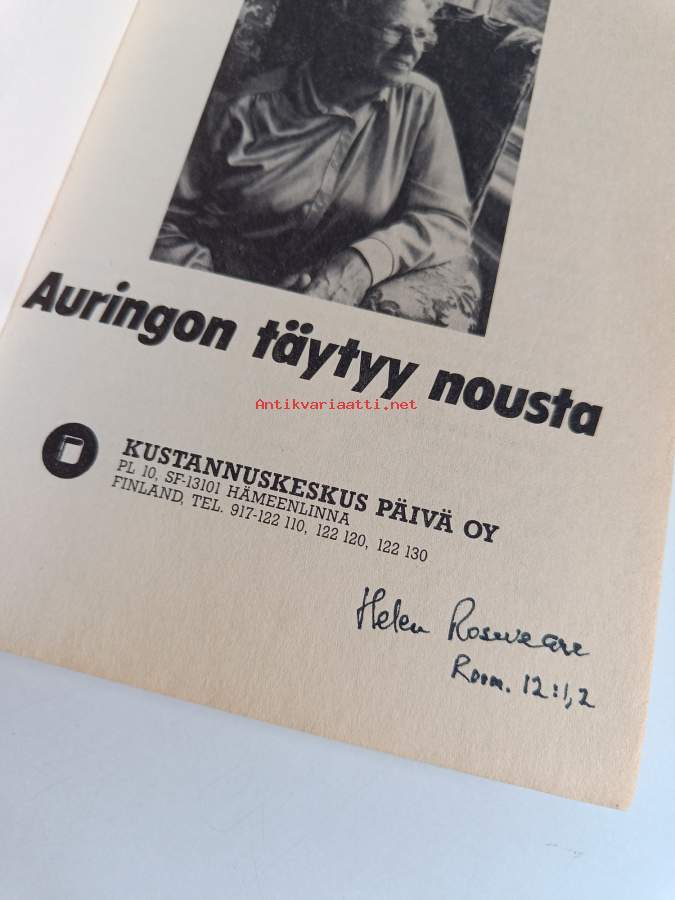 Auringon täytyy nousta
Antikvariaatti.net
KUSTANNUSKESKUS PÄIVÄ OY
PL 10, SF-13101 HÄMEENLINNA
FINLAND, TEL. 917-122 110, 122 120, 122 130
Helen Roseveare
Room. 12:1,2